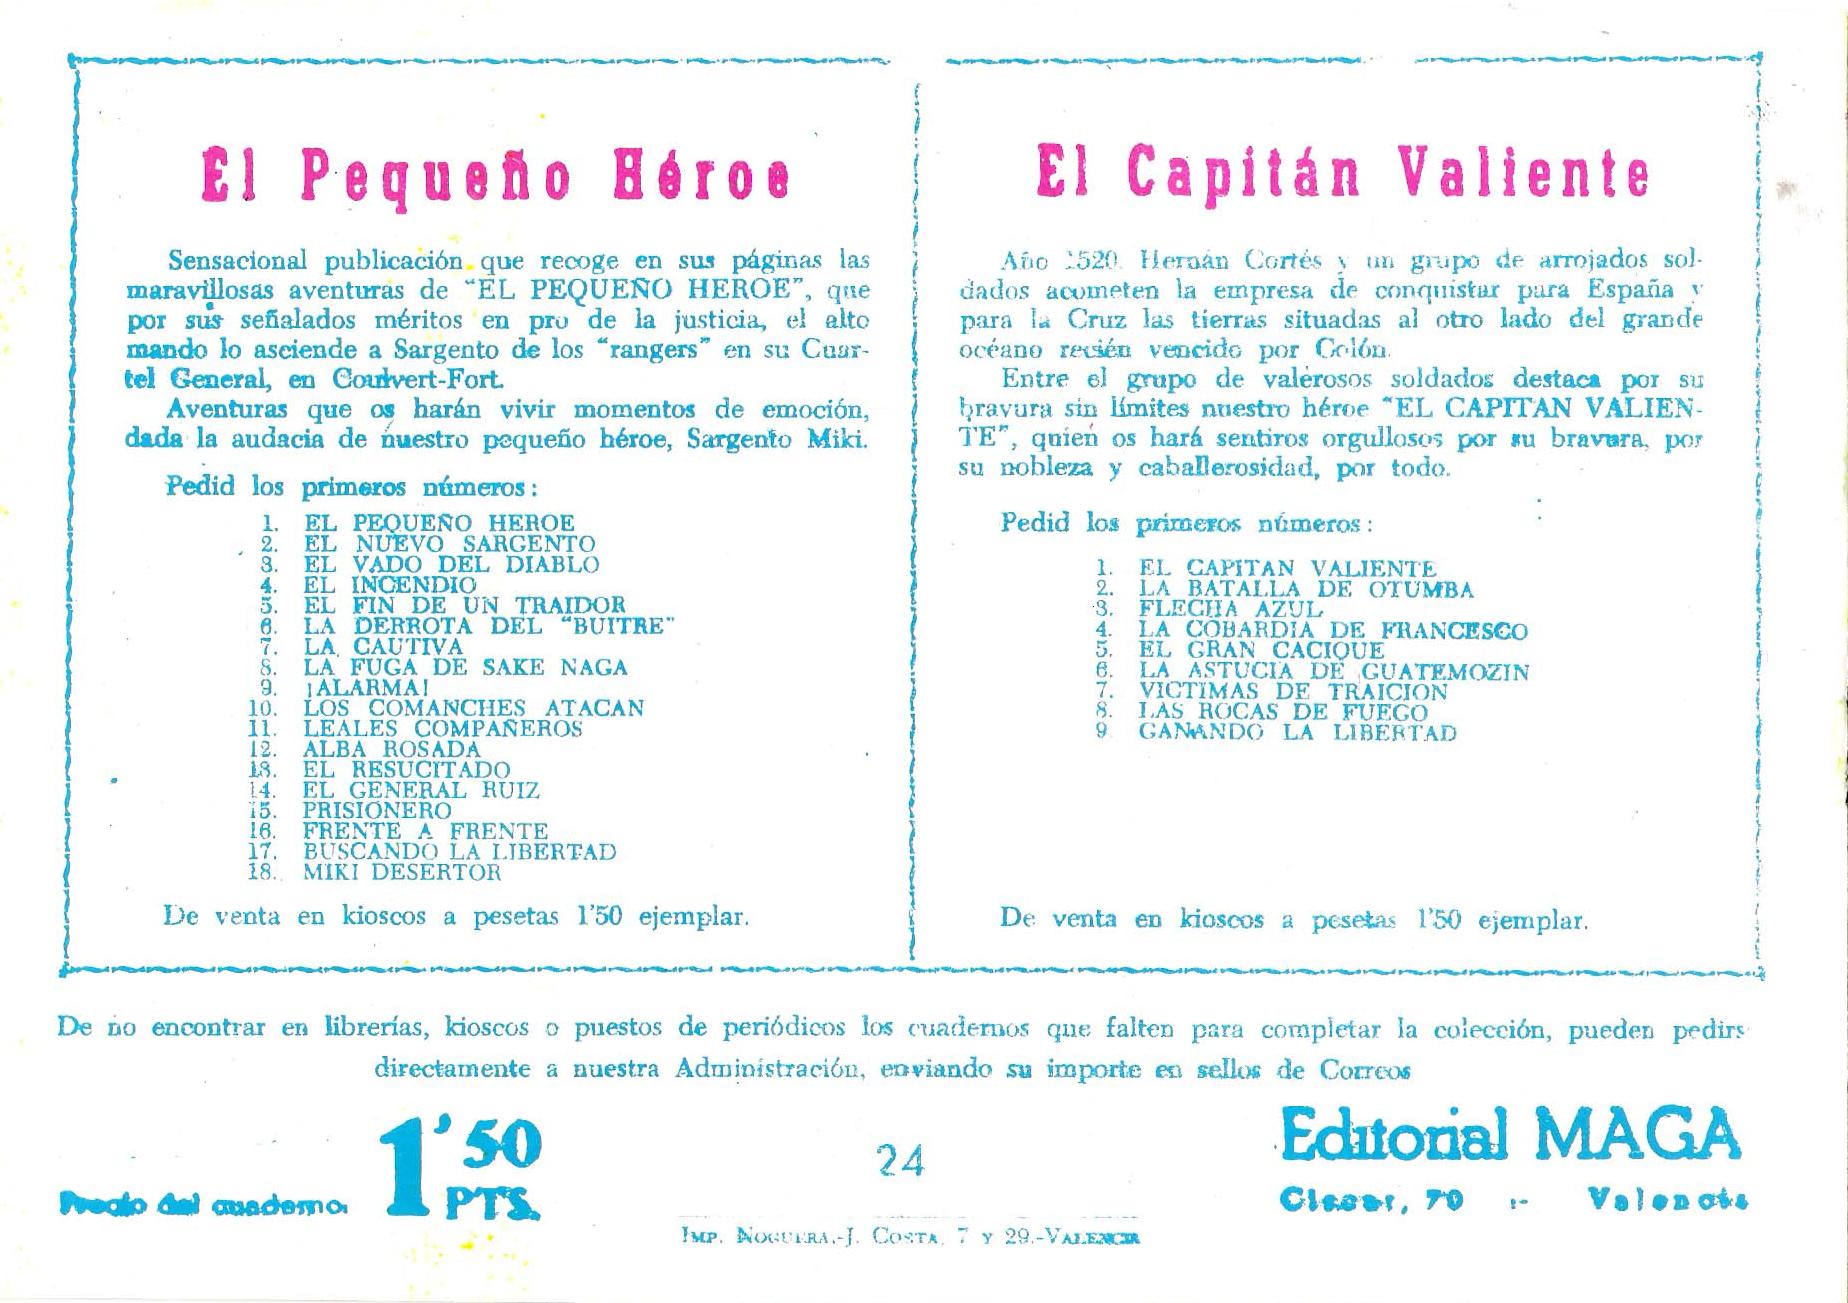 El Pequeño Héroe
Sensacional publicación que recoge en sus páginas las
maravillosas aventuras de "EL PEQUEÑO HEROE", que
por sus señalados méritos en pro de la justicia, el alto
mando lo asciende a Sargento de los "rangers" en su Cuar-
tel General, en Coulvert-Fort.
Aventuras que os harán vivir momentos de emoción,
dada la audacia de nuestro pequeño héroe, Sargento Miki.
Pedid los primeros números:
1. EL PEQUEÑO HEROE
2. EL NUEVO SARGENTO
3. EL VADO DEL DIABLO
4. EL INCENDIO
5. EL FIN DE UN TRAIDOR
6. LA DERROTA DEL "BUITRE"
7. LA CAUTIVA
8. LA FUGA DE SAKE NAGA
9. ¡ALARMA!
10. LOS COMANCHES ATACAN
11. LEALES COMPAÑEROS
12. ALBA ROSADA
13. EL RESUCITADO
14. EL GENERAL RUIZ
15. PRISIONERO
16. FRENTE A FRENTE
17. BUSCANDO LA LIBERTAD
18. MIKI DESERTOR
De venta en kioscos a pesetas 1'50 ejemplar.
El Capitán Valiente
Año 1520. Hernán Cortés y un grupo de arrojados sol-
dados acometen la empresa de conquistar para España y
para la Cruz las tierras situadas al otro lado del grande
océano recién vencido por Colón.
Entre el grupo de valerosos soldados destaca por su
bravura sin límites nuestro héroe "EL CAPITAN VALIEN-
TE", quien os hará sentiros orgullosos por su bravura, por
su nobleza y caballerosidad, por todo.
Pedid los primeros números:
1. EL CAPITAN VALIENTE
2. LA BATALLA DE OTUMBA
3. FLECHA AZUL
4. LA COBARDIA DE FRANCESCO
5. EL GRAN CACIQUE
6. LA ASTUCIA DE GUATEMOZIN
7. VICTIMAS DE TRAICION
8. LAS ROCAS DE FUEGO
9 GANANDO LA LIBERTAD
De venta en kioscos a pesetas 1'50 ejemplar.
De no encontrar en librerías, kioscos o puestos de periódicos los cuadernos que falten para completar la colección, pueden pedirs
directamente a nuestra Administración, enviando su importe en sellos de Correos
Precio del cuaderno. 1'50 PTS.
24
IMP. NOGUERA.-J. COSTA, 7 Y 29.-VALENCIA
Editorial MAGA
Ciscar, 70 :- Valencia